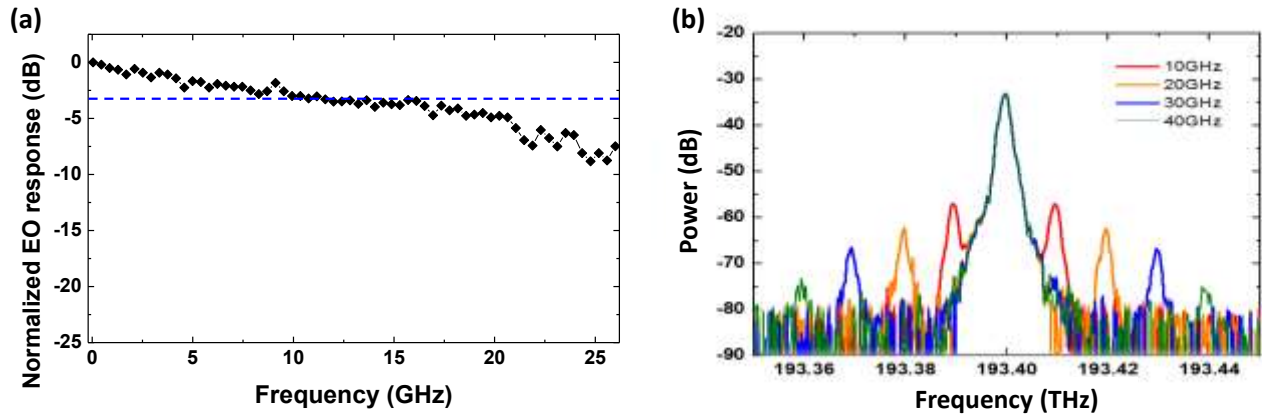 (a)
Normalized EO response (dB)
0
-5
-10
-15
-20
-25
0 5 10 15 20 25
Frequency (GHz)
(b)
Power (dB)
-20
-30
-40
-50
-60
-70
-80
-90
10GHz
20GHz
30GHz
40GHz
193.36 193.38 193.40 193.42 193.44
Frequency (THz)